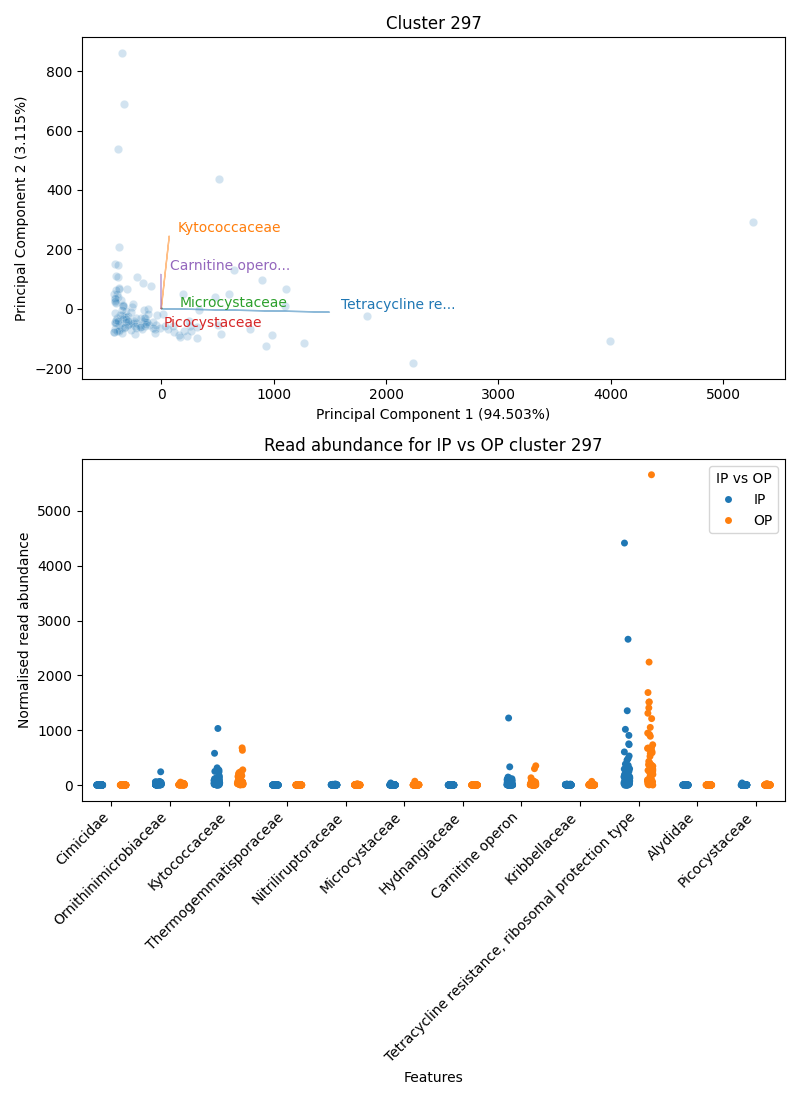 Cluster 297
Principal Component 2 (3.115%)
800
600
400
200
0
−200
Kytococcaceae
Carnitine opero...
Microcystaceae
Tetracycline re...
Picocystaceae
0
1000
2000
3000
4000
5000
Principal Component 1 (94.503%)
Read abundance for IP vs OP cluster 297
Normalised read abundance
5000
4000
3000
2000
1000
0
IP vs OP
IP
OP
Cimicidae
Ornithinimicrobiaceae
Kytococcaceae
Thermogemmatisporaceae
Nitriliruptoraceae
Microcystaceae
Hydnangiaceae
Carnitine operon
Kribbellaceae
Tetracycline resistance, ribosomal protection type
Alydidae
Picocystaceae
Features